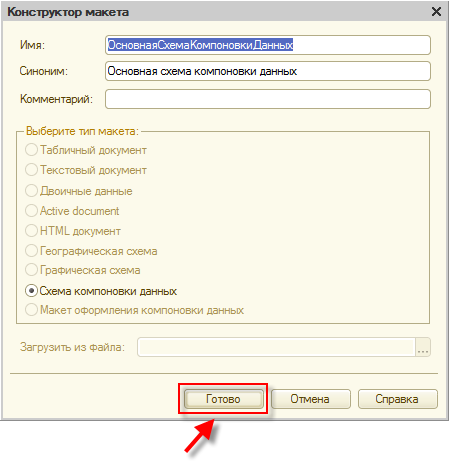 Конструктор макета
Имя: ОсновнаяСхемаКомпоновкиДанных
Синоним: Основная схема компоновки данных
Комментарий:
Выберите тип макета:
Табличный документ
Текстовый документ
Двоичные данные
Active document
HTML документ
Географическая схема
Графическая схема
Схема компоновки данных
Макет оформления компоновки данных
Загрузить из файла: ...
Готово Отмена Справка